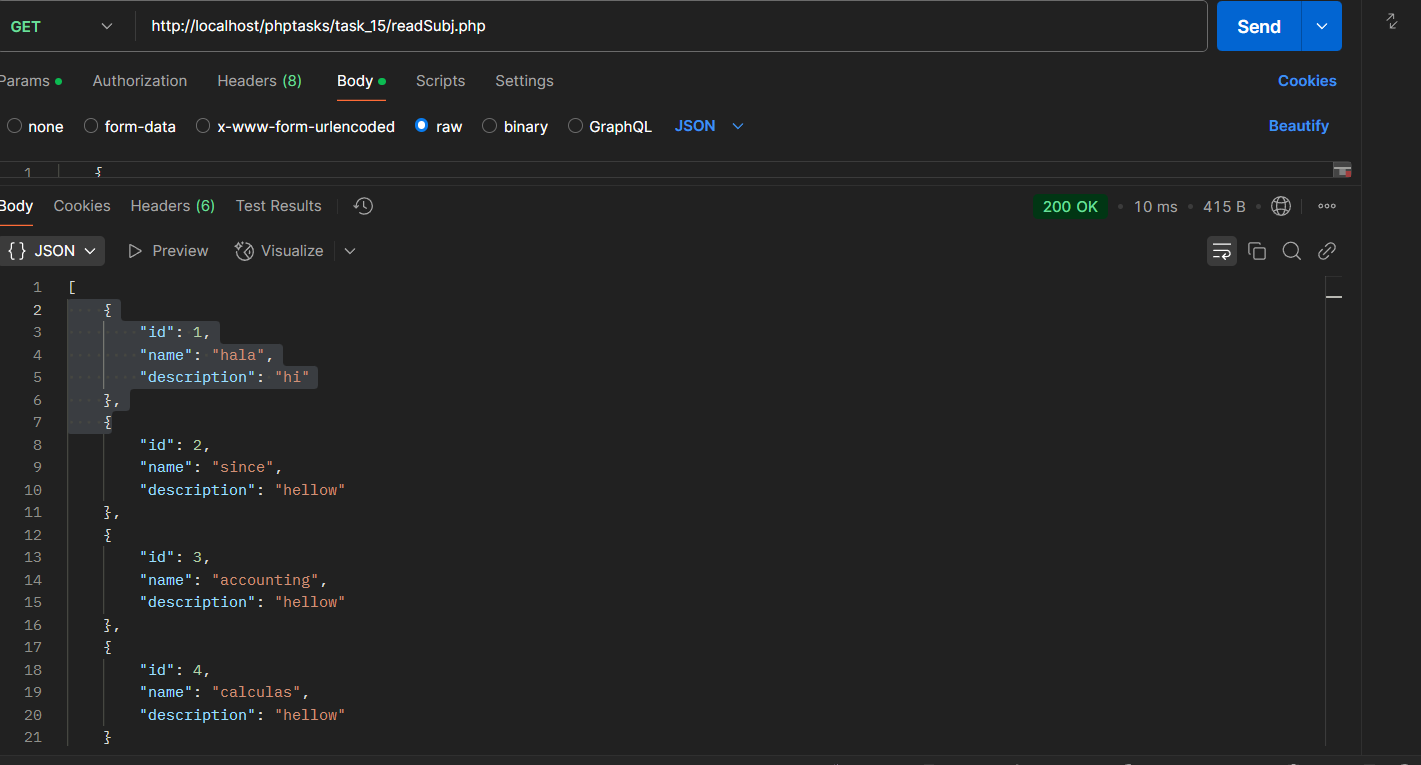 GET http://localhost/phptasks/task_15/readSubj.php Send
Params Authorization Headers (8) Body Scripts Settings Cookies
none form-data x-www-form-urlencoded raw binary GraphQL JSON Beautify
1 {
Body Cookies Headers (6) Test Results 200 OK 10 ms 415 B
{} JSON Preview Visualize
1 [
2 {
3 "id": 1,
4 "name": "hala",
5 "description": "hi"
6 },
7 {
8 "id": 2,
9 "name": "since",
10 "description": "hellow"
11 },
12 {
13 "id": 3,
14 "name": "accounting",
15 "description": "hellow"
16 },
17 {
18 "id": 4,
19 "name": "calculas",
20 "description": "hellow"
21 }